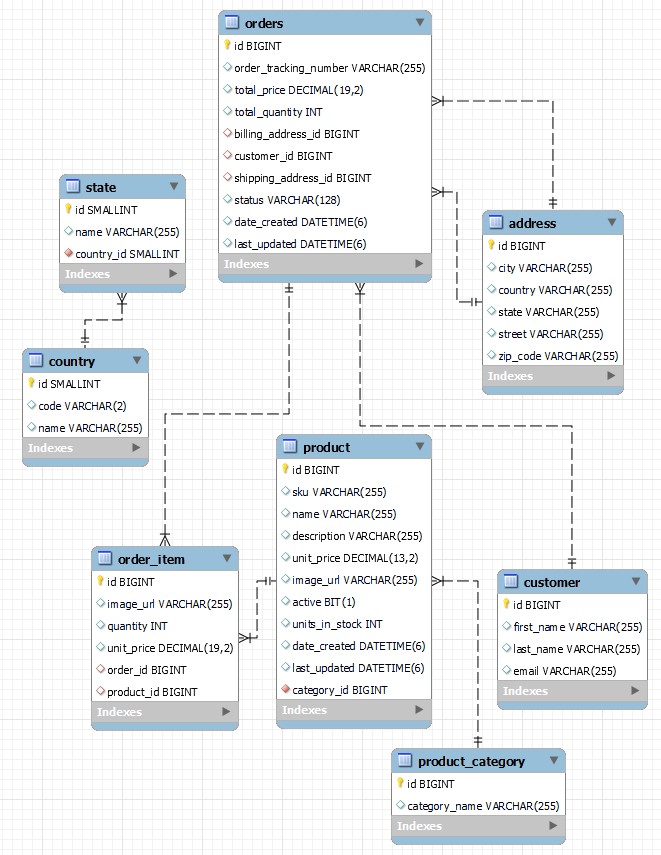 orders
id BIGINT
order_tracking_number VARCHAR(255)
total_price DECIMAL(19,2)
total_quantity INT
billing_address_id BIGINT
customer_id BIGINT
shipping_address_id BIGINT
status VARCHAR(128)
date_created DATETIME(6)
last_updated DATETIME(6)
Indexes
state
id SMALLINT
name VARCHAR(255)
country_id SMALLINT
Indexes
address
id BIGINT
city VARCHAR(255)
country VARCHAR(255)
state VARCHAR(255)
street VARCHAR(255)
zip_code VARCHAR(255)
Indexes
country
id SMALLINT
code VARCHAR(2)
name VARCHAR(255)
Indexes
product
id BIGINT
sku VARCHAR(255)
name VARCHAR(255)
description VARCHAR(255)
unit_price DECIMAL(13,2)
image_url VARCHAR(255)
active BIT(1)
units_in_stock INT
date_created DATETIME(6)
last_updated DATETIME(6)
category_id BIGINT
Indexes
order_item
id BIGINT
image_url VARCHAR(255)
quantity INT
unit_price DECIMAL(19,2)
order_id BIGINT
product_id BIGINT
Indexes
customer
id BIGINT
first_name VARCHAR(255)
last_name VARCHAR(255)
email VARCHAR(255)
Indexes
product_category
id BIGINT
category_name VARCHAR(255)
Indexes